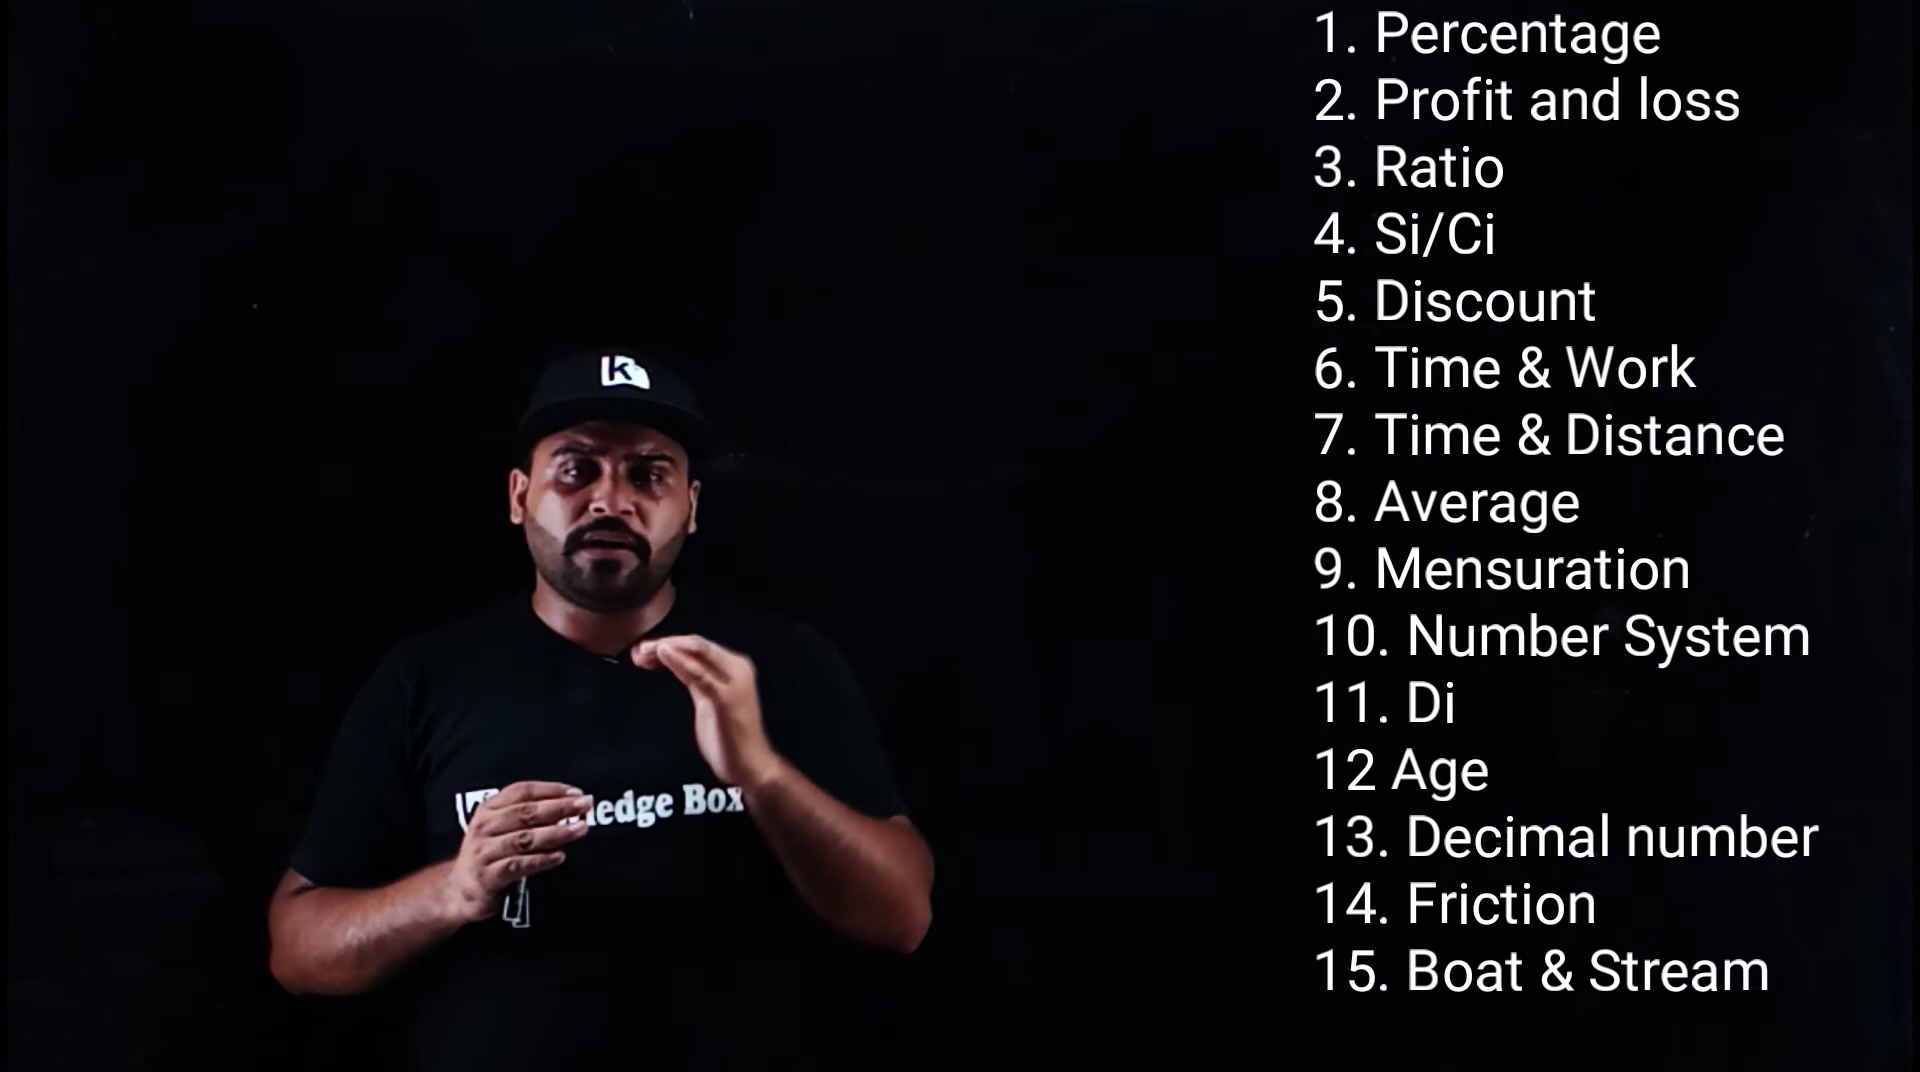 1. Percentage
2. Profit and loss
3. Ratio
4. Si/Ci
5. Discount
6. Time & Work
7. Time & Distance
8. Average
9. Mensuration
10. Number System
11. Di
12 Age
13. Decimal number
14. Friction
15. Boat & Stream
K
Box